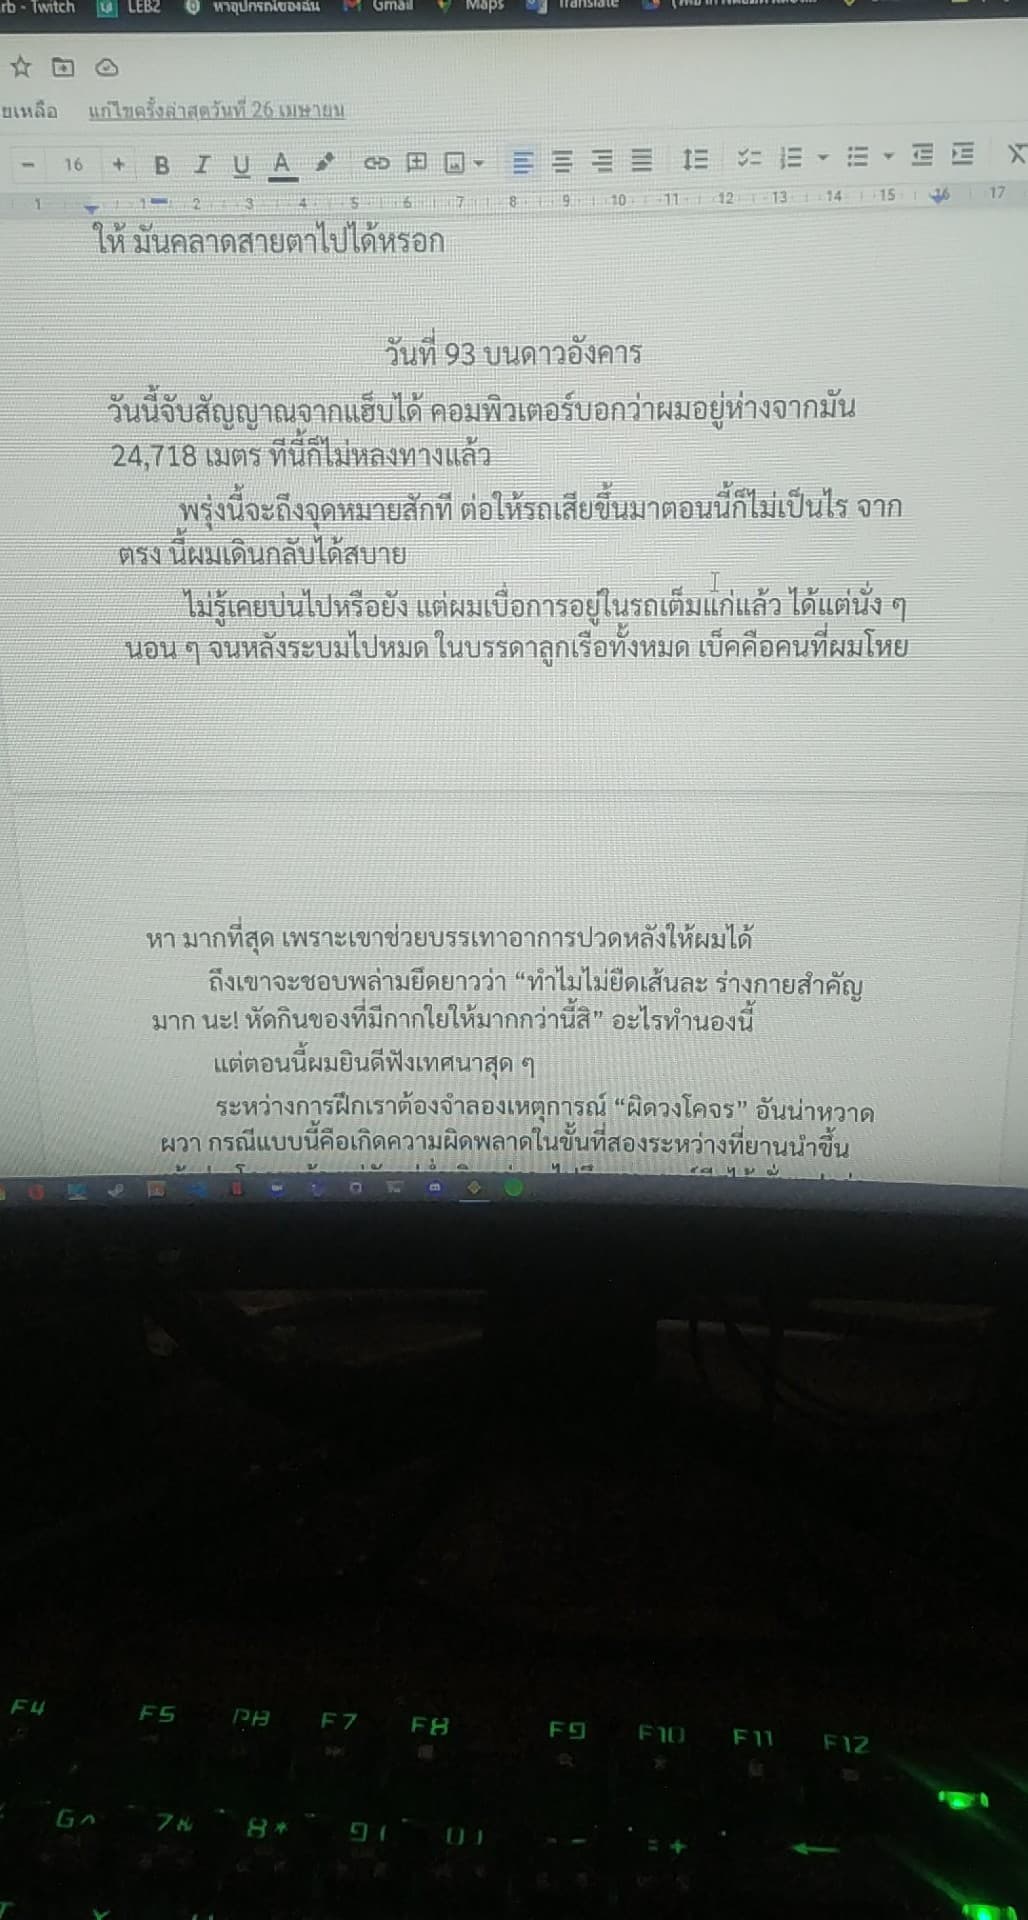 rb - Twitch LEB2 หาอุปกรณ์ของฉัน Gmail Maps Translate
ยเหลือ แก้ไขครั้งล่าสุดวันที่ 26 เมษายน
− 16 + B I U A
1 1 2 3 4 5 6 7 8 9 10 11 12 13 14 15 16 17
ให้ มันคลาดสายตาไปได้หรอก
วันที่ 93 บนดาวอังคาร
วันนี้จับสัญญาณจากแฮ็บได้ คอมพิวเตอร์บอกว่าผมอยู่ห่างจากมัน
24,718 เมตร ทีนี้ก็ไม่หลงทางแล้ว
พรุ่งนี้จะถึงจุดหมายสักที ต่อให้รถเสียขึ้นมาตอนนี้ก็ไม่เป็นไร จาก
ตรง นี้ผมเดินกลับได้สบาย
ไม่รู้เคยบ่นไปหรือยัง แต่ผมเบื่อการอยู่ในรถเต็มแก่แล้ว ได้แต่นั่ง ๆ
นอน ๆ จนหลังระบมไปหมด ในบรรดาลูกเรือทั้งหมด เบ็คคือคนที่ผมโหย
หา มากที่สุด เพราะเขาช่วยบรรเทาอาการปวดหลังให้ผมได้
ถึงเขาจะชอบพล่ามยืดยาวว่า “ทำไมไม่ยืดเส้นละ ร่างกายสำคัญ
มาก นะ! หัดกินของที่มีกากใยให้มากกว่านี้สิ” อะไรทำนองนี้
แต่ตอนนี้ผมยินดีฟังเทศนาสุด ๆ
ระหว่างการฝึกเราต้องจำลองเหตุการณ์ “ผิดวงโคจร” อันน่าหวาด
ผวา กรณีแบบนี้คือเกิดความผิดพลาดในขั้นที่สองระหว่างที่ยานนำขึ้น
F4 F5 F7 F8 F9 F10 F11 F12
6^ 7 8* 9( 0) - = +